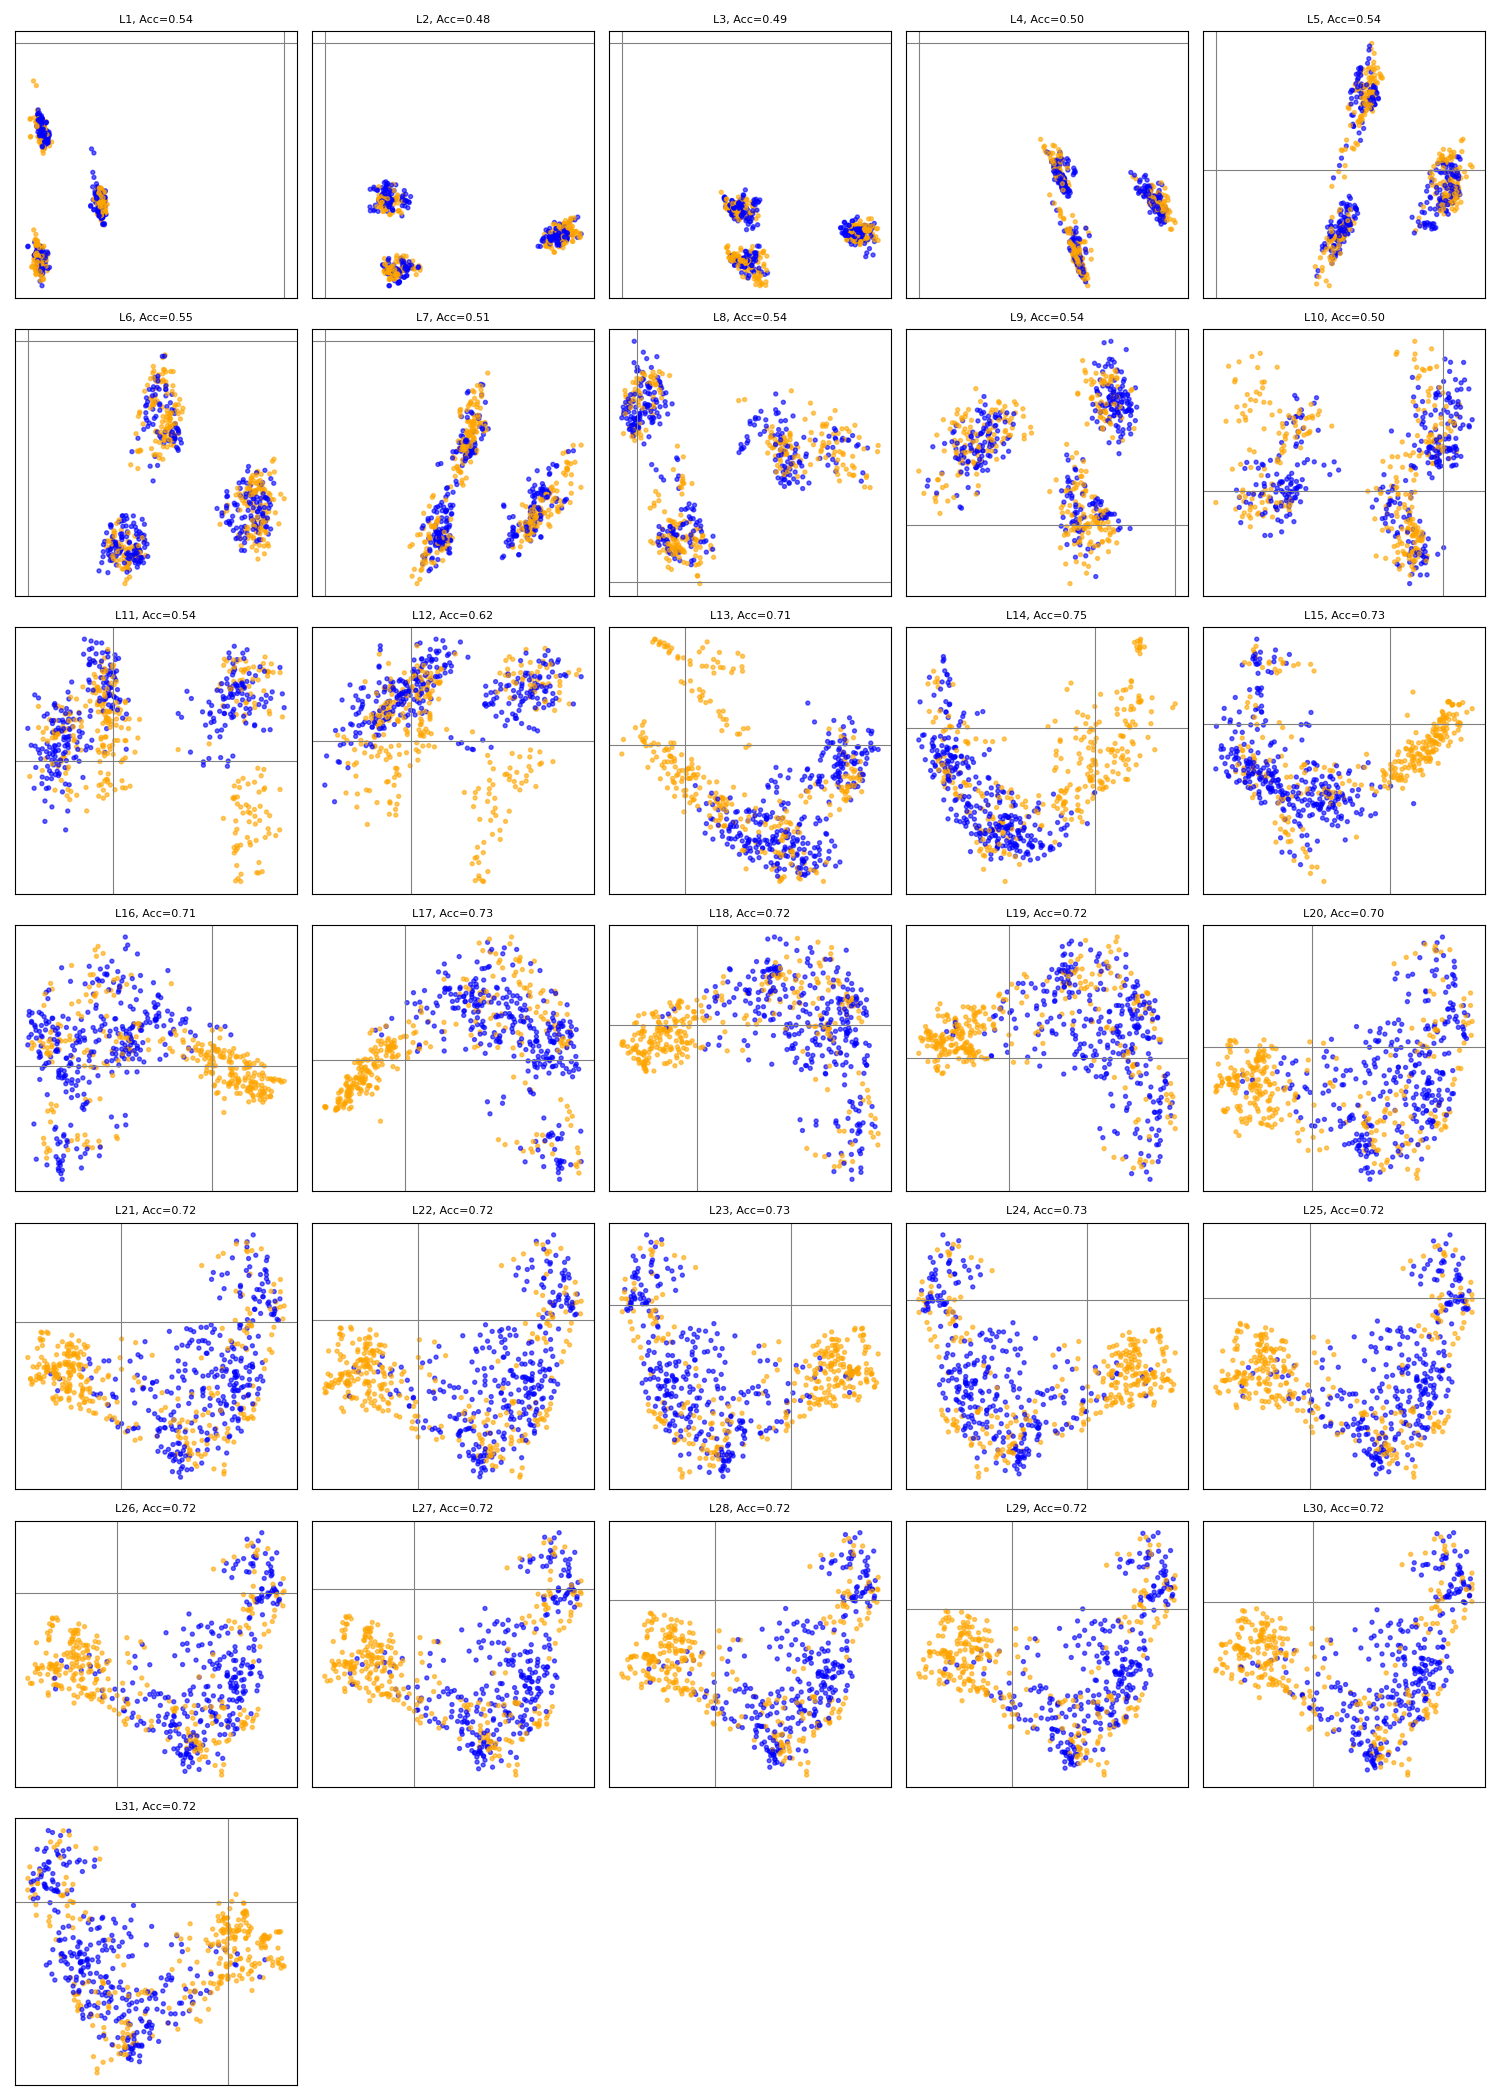 L1, Acc=0.54
L2, Acc=0.48
L3, Acc=0.49
L4, Acc=0.50
L5, Acc=0.54
L6, Acc=0.55
L7, Acc=0.51
L8, Acc=0.54
L9, Acc=0.54
L10, Acc=0.50
L11, Acc=0.54
L12, Acc=0.62
L13, Acc=0.71
L14, Acc=0.75
L15, Acc=0.73
L16, Acc=0.71
L17, Acc=0.73
L18, Acc=0.72
L19, Acc=0.72
L20, Acc=0.70
L21, Acc=0.72
L22, Acc=0.72
L23, Acc=0.73
L24, Acc=0.73
L25, Acc=0.72
L26, Acc=0.72
L27, Acc=0.72
L28, Acc=0.72
L29, Acc=0.72
L30, Acc=0.72
L31, Acc=0.72